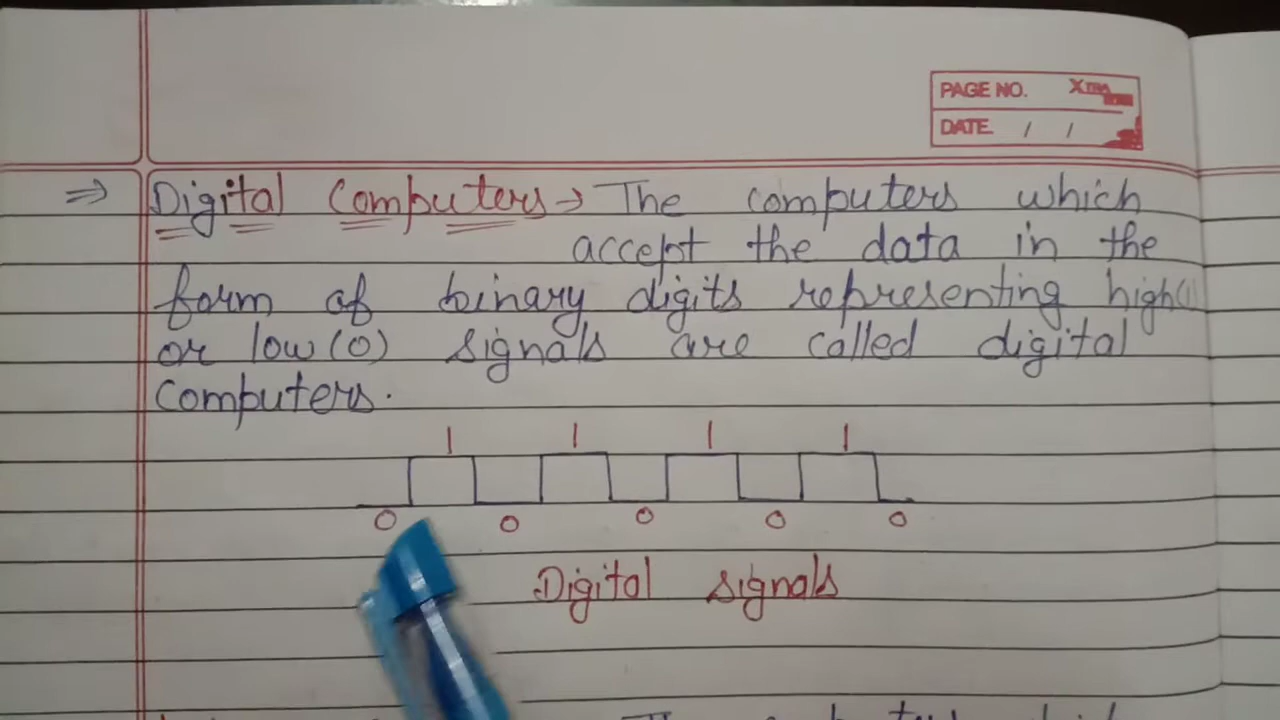 PAGE NO.
DATE / /
⇒ Digital Computers → The computers which
accept the data in the
form of binary digits representing high(1)
or low (0) signals are called digital
Computers.
1 1 1 1
0 0 0 0 0
Digital signals